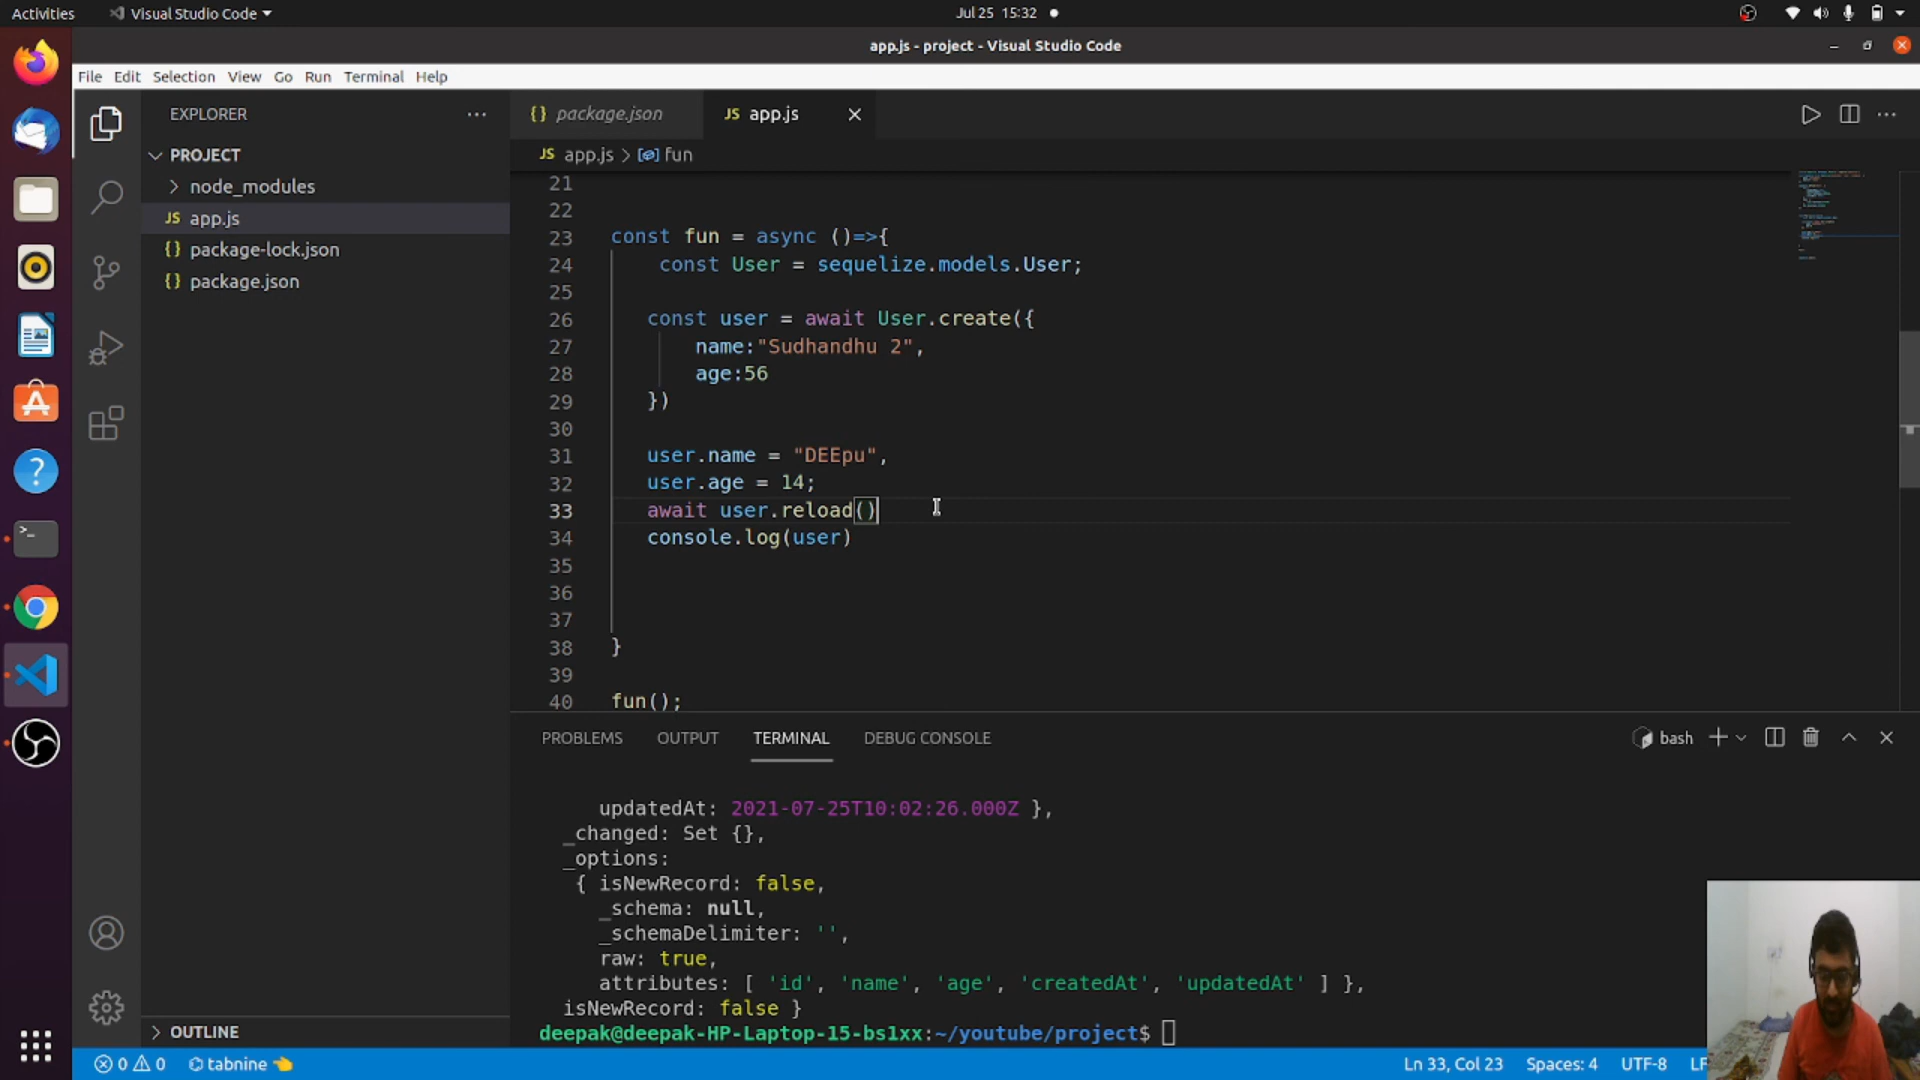 Activities
Visual Studio Code
Jul 25 15:32
app.js - project - Visual Studio Code
File Edit Selection View Go Run Terminal Help
EXPLORER
PROJECT
node_modules
JS app.js
{} package-lock.json
{} package.json
{} package.json
JS app.js
JS app.js > fun
21
22
23 const fun = async ()=>{
24 const User = sequelize.models.User;
25
26 const user = await User.create({
27 name:"Sudhandhu 2",
28 age:56
29 })
30
31 user.name = "DEEpu",
32 user.age = 14;
33 await user.reload()
34 console.log(user)
35
36
37
38 }
39
40 fun();
PROBLEMS OUTPUT TERMINAL DEBUG CONSOLE
bash
updatedAt: 2021-07-25T10:02:26.000Z },
_changed: Set {},
_options:
{ isNewRecord: false,
_schema: null,
_schemaDelimiter: '',
raw: true,
attributes: [ 'id', 'name', 'age', 'createdAt', 'updatedAt' ] },
isNewRecord: false }
deepak@deepak-HP-Laptop-15-bs1xx:~/youtube/project$
OUTLINE
0 0 tabnine
Ln 33, Col 23 Spaces: 4 UTF-8 LF